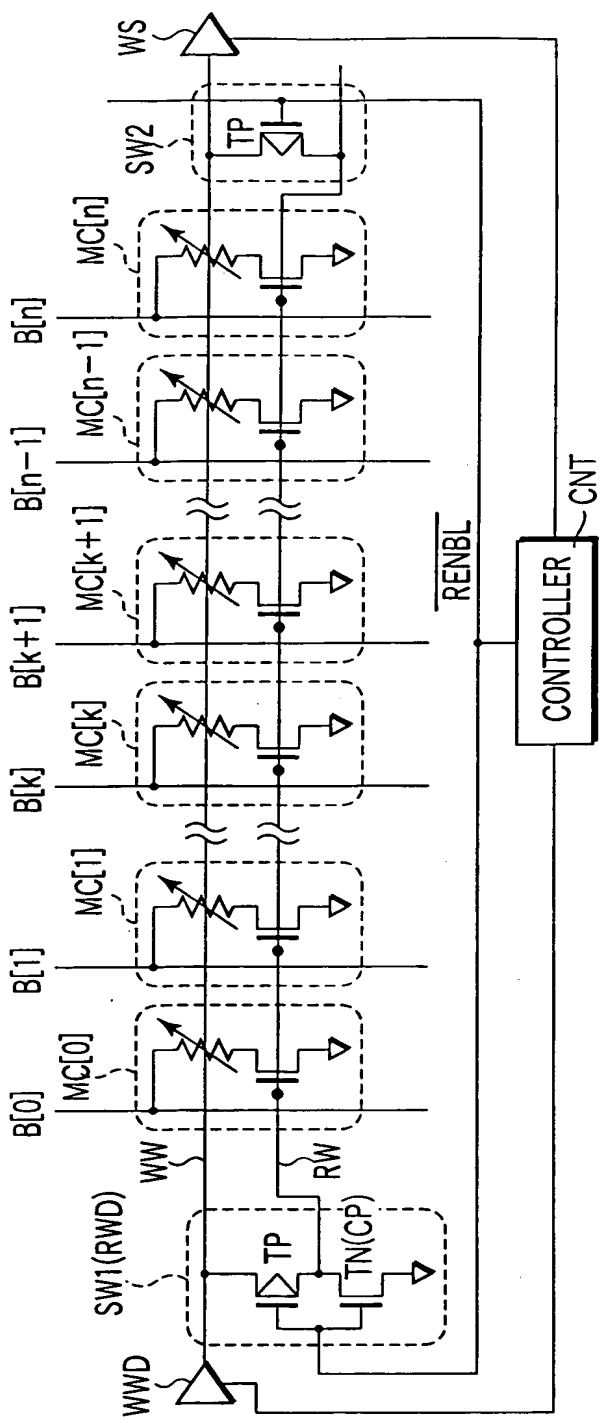 B[0]
B[1]
B[k]
B[k+1]
B[n-1]
B[n]
MC[0]
MC[1]
MC[k]
MC[k+1]
MC[n-1]
MC[n]
SW2
WS
WWD
SW1(RWD)
WW
RW
TP
TN(CP)
TP
RENBL
CONTROLLER
CNT